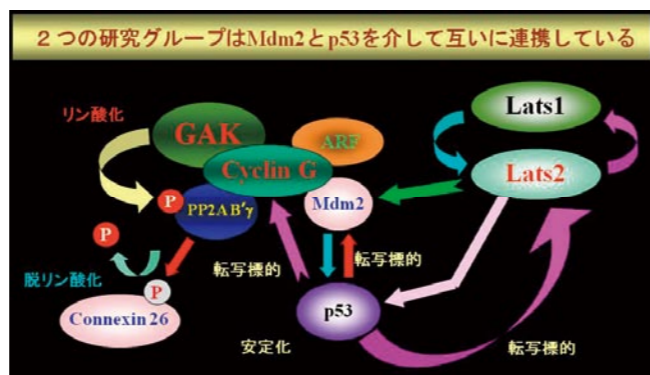 2つの研究グループはMdm2とp53を介して互いに連携している
リン酸化
GAK
ARF
Cyclin G
Lats1
Lats2
P
PP2AB'γ
Mdm2
P
脱リン酸化
P
Connexin 26
転写標的
転写標的
p53
安定化
転写標的